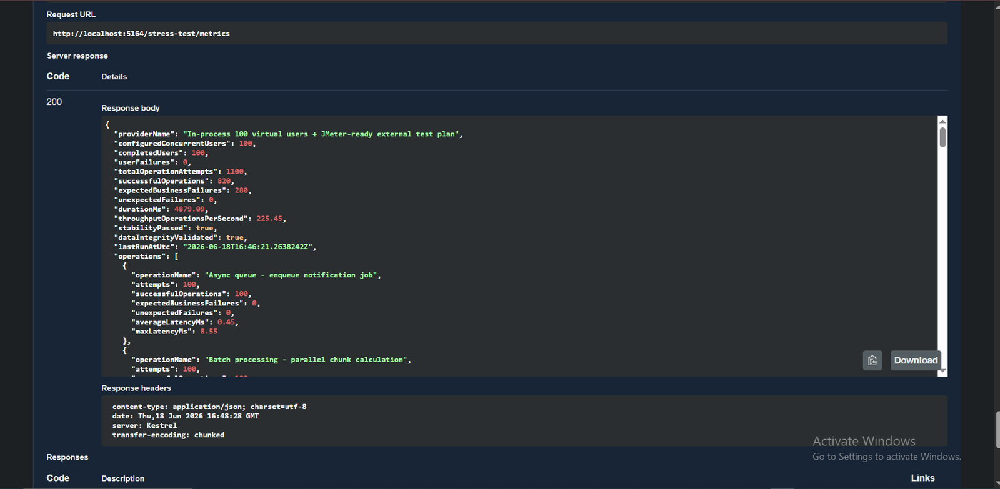 Request URL
http://localhost:5164/stress-test/metrics
Server response
Code Details
200
Response body
{
"providerName": "In-process 100 virtual users + JMeter-ready external test plan",
"configuredConcurrentUsers": 100,
"completedUsers": 100,
"userFailures": 0,
"totalOperationAttempts": 1100,
"successfulOperations": 820,
"expectedBusinessFailures": 280,
"unexpectedFailures": 0,
"durationMs": 4879.09,
"throughputOperationsPerSecond": 225.45,
"stabilityPassed": true,
"dataIntegrityValidated": true,
"lastRunAtUtc": "2026-06-18T16:46:21.2638242Z",
"operations": [
{
"operationName": "Async queue - enqueue notification job",
"attempts": 100,
"successfulOperations": 100,
"expectedBusinessFailures": 0,
"unexpectedFailures": 0,
"averageLatencyMs": 0.45,
"maxLatencyMs": 8.55
},
{
"operationName": "Batch processing - parallel chunk calculation",
"attempts": 100,
Download
Response headers
content-type: application/json; charset=utf-8
date: Thu,18 Jun 2026 16:48:28 GMT
server: Kestrel
transfer-encoding: chunked
Activate Windows
Go to Settings to activate Windows.
Responses
Code Description Links